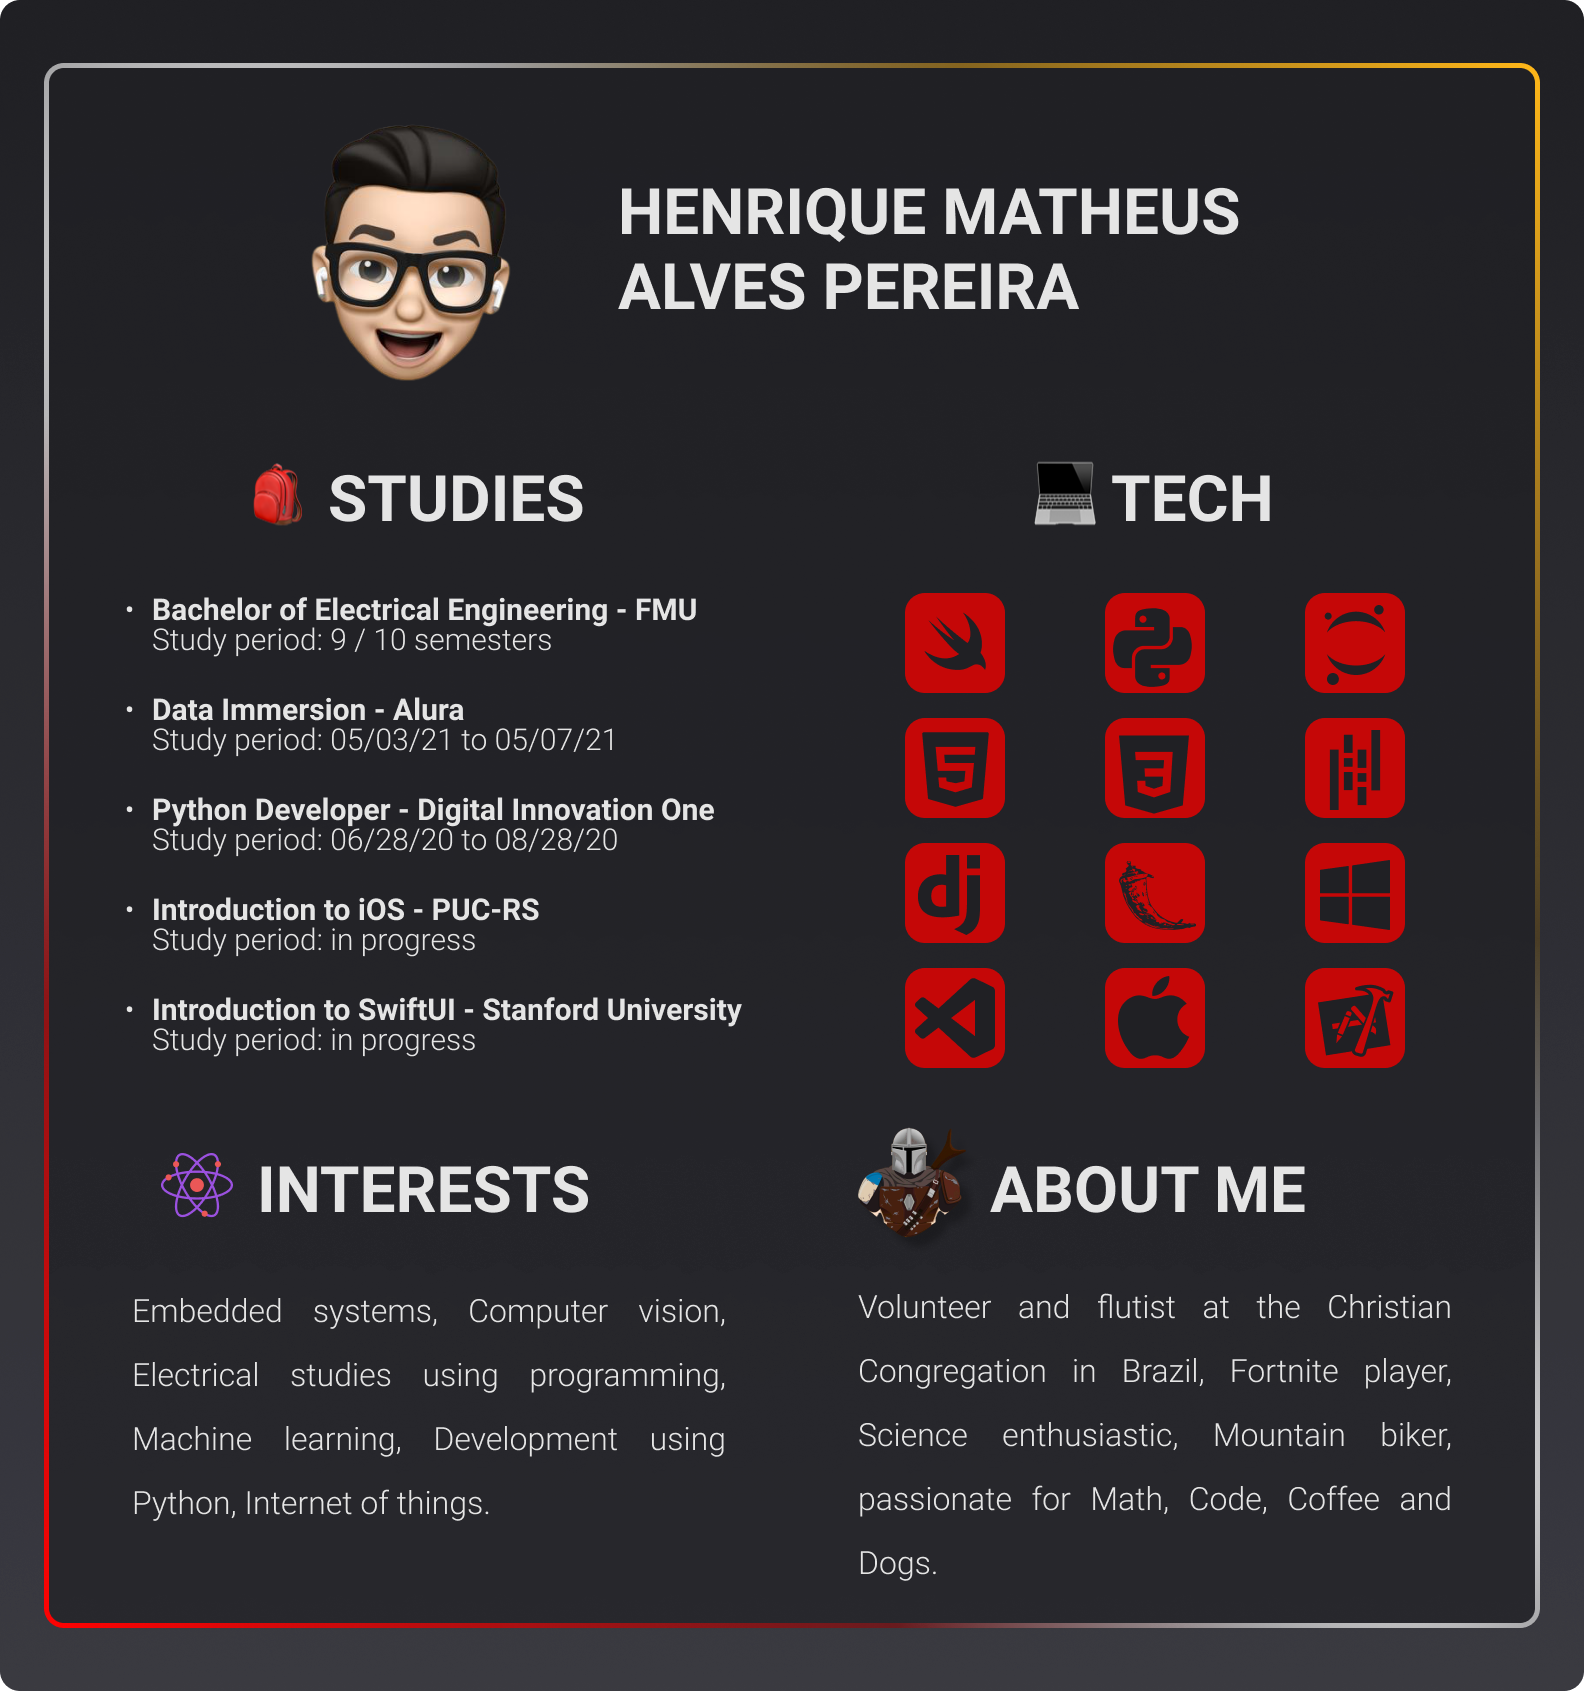 HENRIQUE MATHEUS
ALVES PEREIRA
STUDIES
• Bachelor of Electrical Engineering - FMU
Study period: 9 / 10 semesters
• Data Immersion - Alura
Study period: 05/03/21 to 05/07/21
• Python Developer - Digital Innovation One
Study period: 06/28/20 to 08/28/20
• Introduction to iOS - PUC-RS
Study period: in progress
• Introduction to SwiftUI - Stanford University
Study period: in progress
TECH
5
3
dj
INTERESTS
Embedded systems, Computer vision,
Electrical studies using programming,
Machine learning, Development using
Python, Internet of things.
ABOUT ME
Volunteer and flutist at the Christian
Congregation in Brazil, Fortnite player,
Science enthusiastic, Mountain biker,
passionate for Math, Code, Coffee and
Dogs.